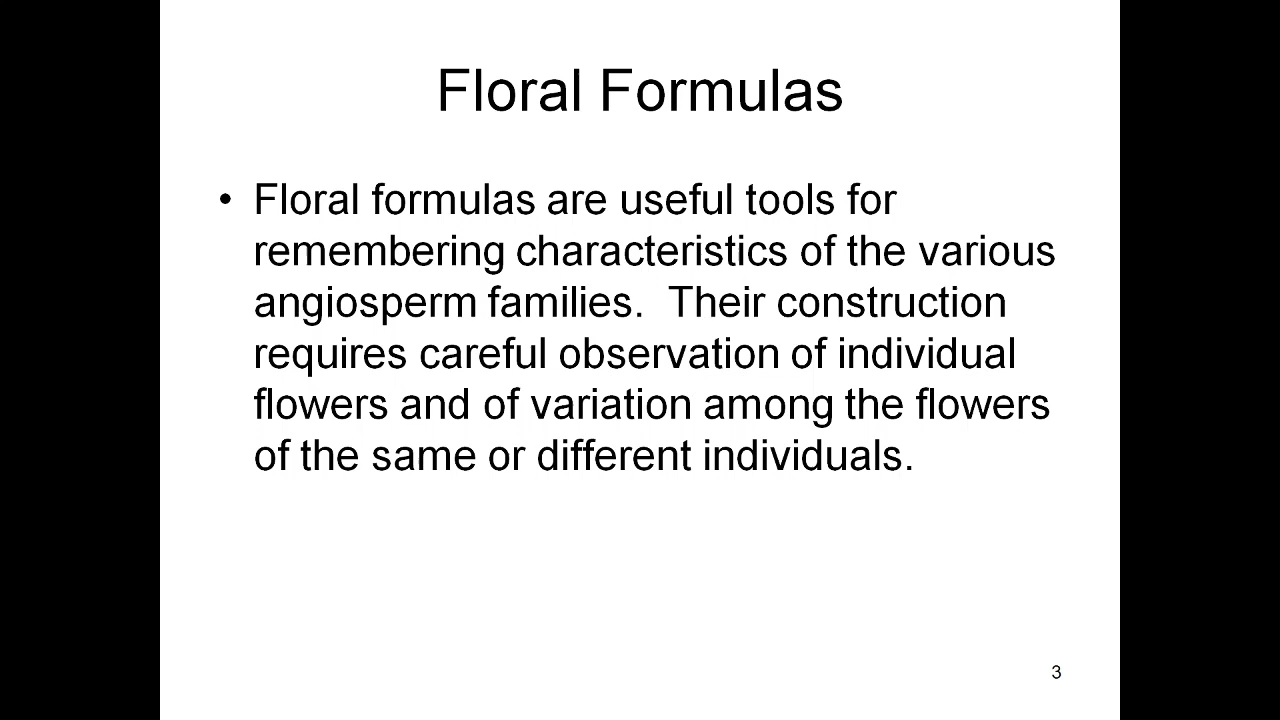 Floral Formulas
• Floral formulas are useful tools for
remembering characteristics of the various
angiosperm families.  Their construction
requires careful observation of individual
flowers and of variation among the flowers
of the same or different individuals.
3